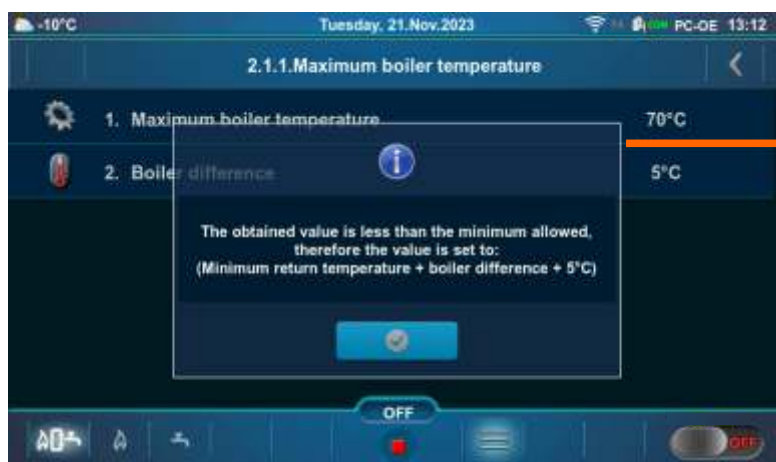 -10°C Tuesday, 21.Nov.2023 PC-OE 13:12
2.1.1.Maximum boiler temperature
1. Maximum boiler temperature 70°C
2. Boiler difference 5°C
The obtained value is less than the minimum allowed,
therefore the value is set to:
(Minimum return temperature + boiler difference + 5°C)
OFF
OFF